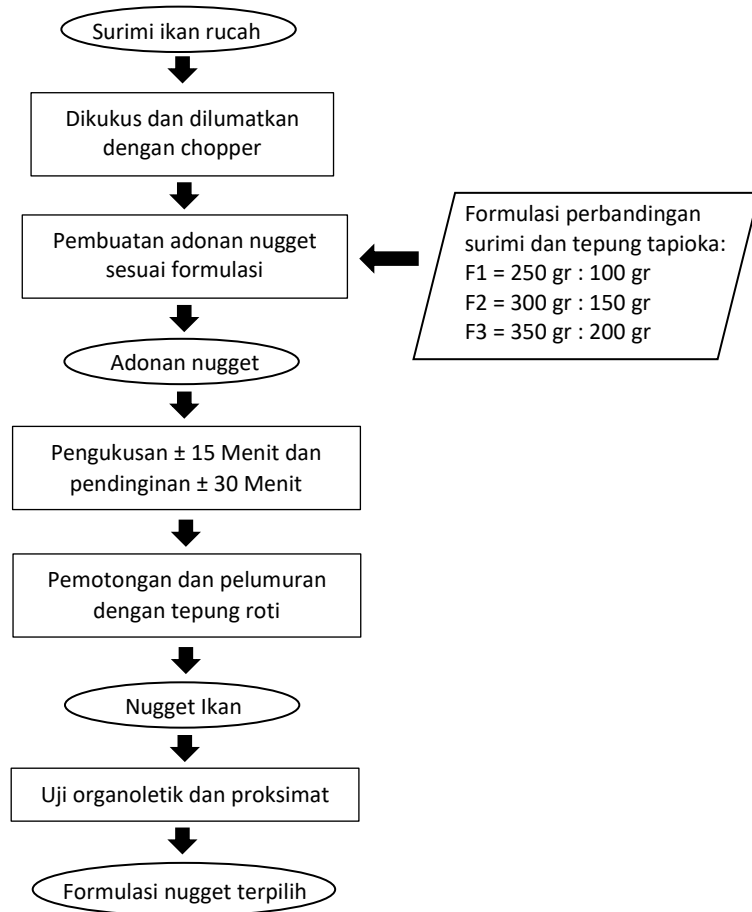 Surimi ikan rucah
Dikukus dan dilumatkan
dengan chopper
Pembuatan adonan nugget
sesuai formulasi
Formulasi perbandingan
surimi dan tepung tapioka:
F1 = 250 gr : 100 gr
F2 = 300 gr : 150 gr
F3 = 350 gr : 200 gr
Adonan nugget
Pengukusan ± 15 Menit dan
pendinginan ± 30 Menit
Pemotongan dan pelumuran
dengan tepung roti
Nugget Ikan
Uji organoletik dan proksimat
Formulasi nugget terpilih